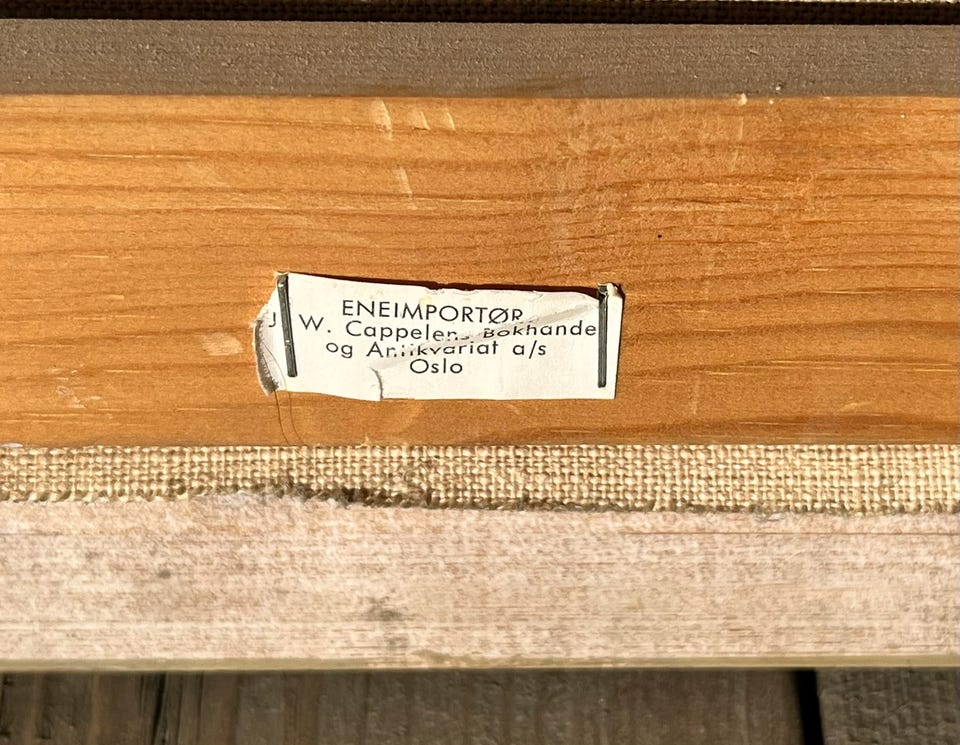 ENEIMPORTØR
J. W. Cappelens Bokhande
og Antikvariat a/s
Oslo